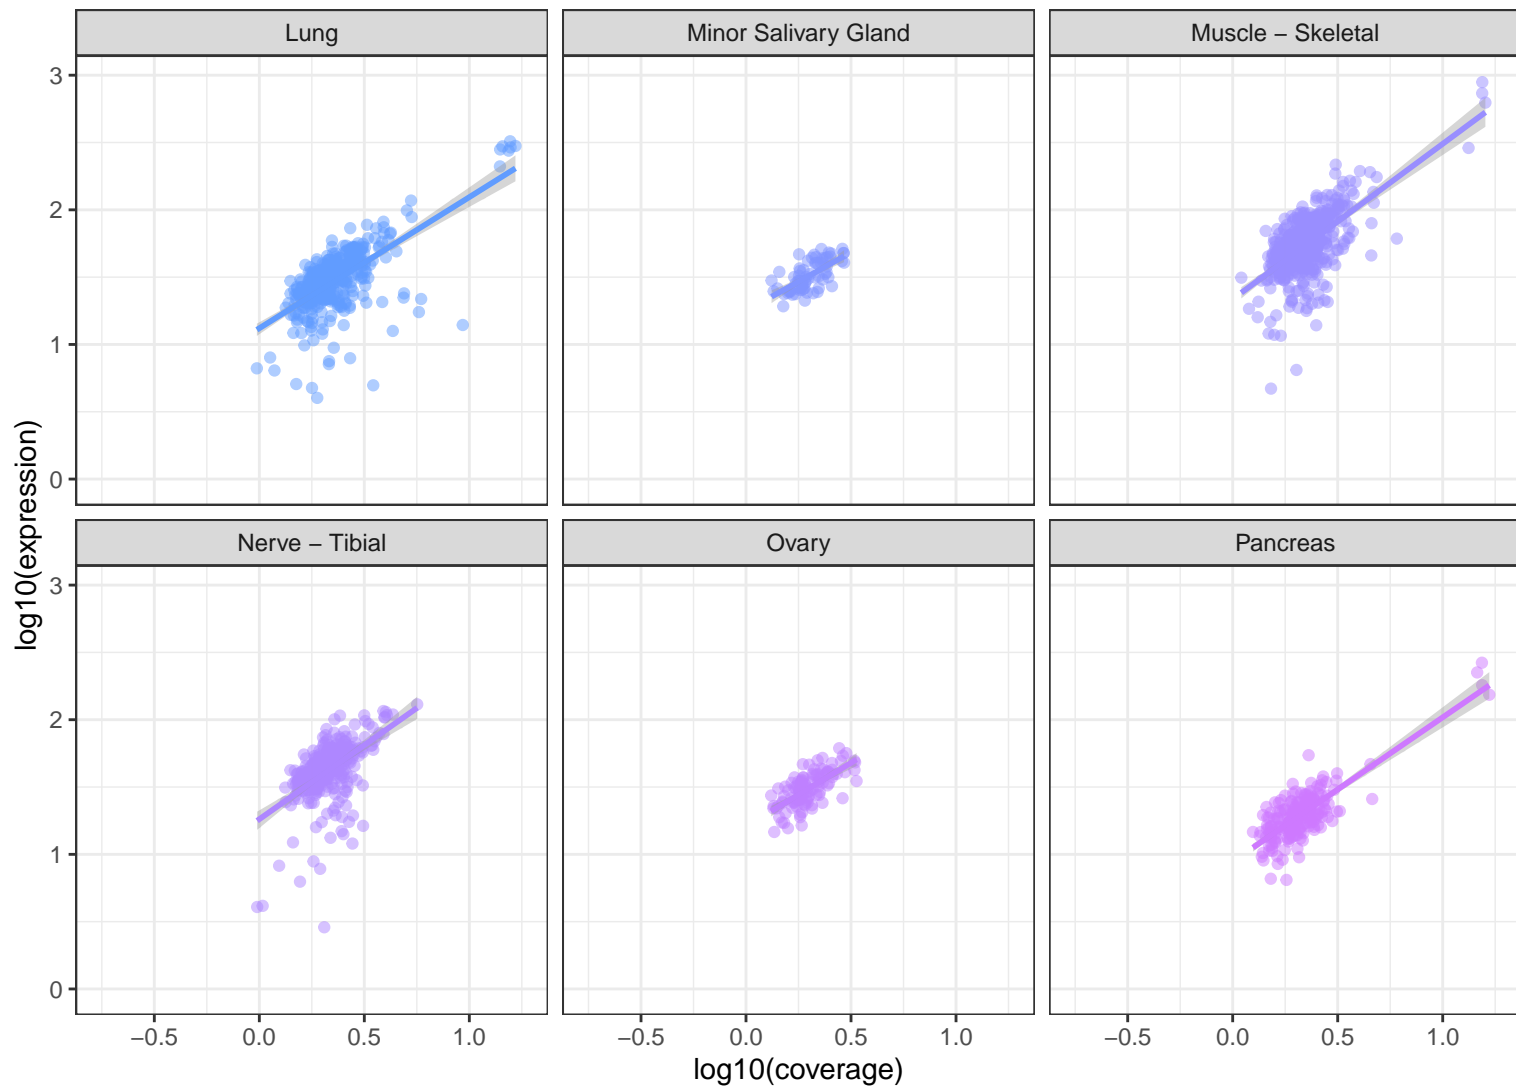 Lung
Minor Salivary Gland
Muscle − Skeletal
3
2
1
0
Nerve − Tibial
Ovary
Pancreas
3
2
1
0
−0.5 0.0 0.5 1.0
−0.5 0.0 0.5 1.0
−0.5 0.0 0.5 1.0
log10(coverage)
log10(expression)